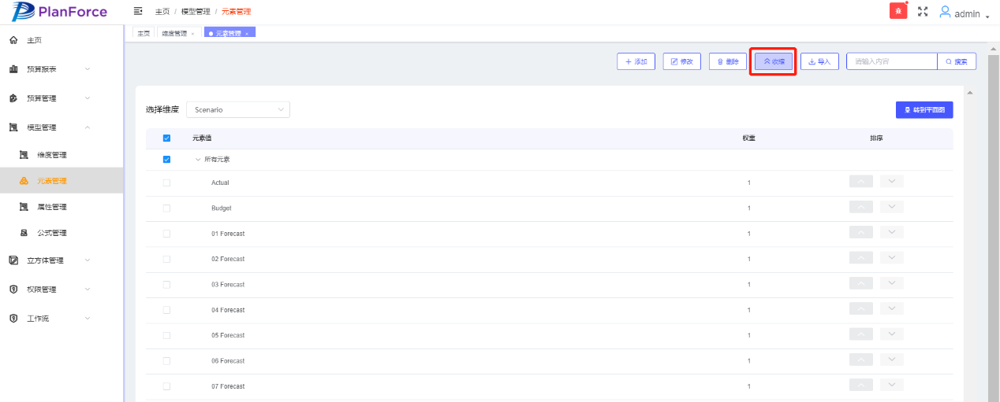 PlanForce
主页 / 模型管理 / 元素管理
admin
主页 维度管理 × 元素管理 ×
主页
预算报表
预算管理
模型管理
维度管理
元素管理
属性管理
公式管理
立方体管理
权限管理
工作流
添加 修改 删除 收缩 导入 请输入内容 搜索
选择维度 Scenario 转到平面图
元素值 权重 排序
所有元素
Actual 1
Budget 1
01 Forecast 1
02 Forecast 1
03 Forecast 1
04 Forecast 1
05 Forecast 1
06 Forecast 1
07 Forecast 1